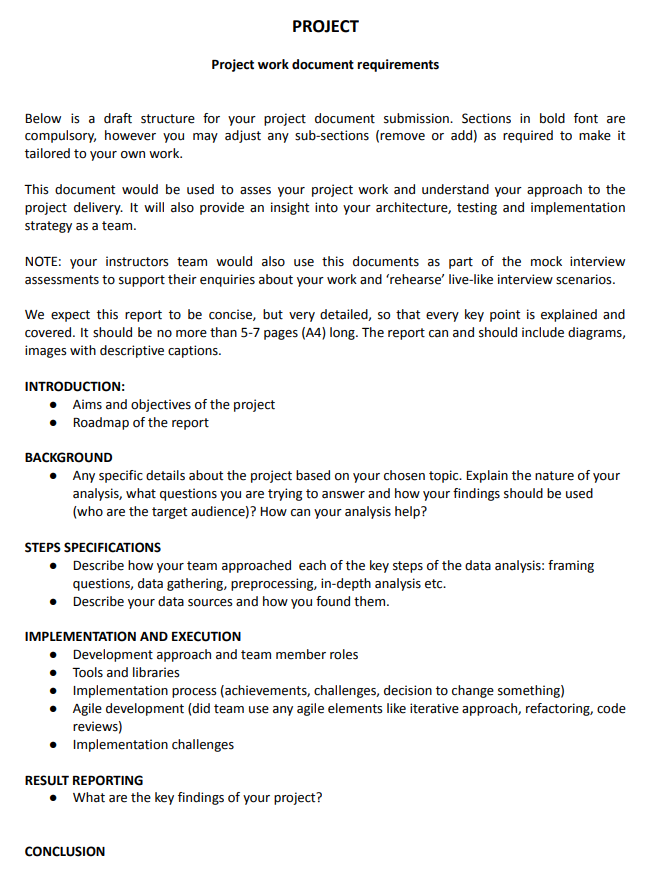 PROJECT
Project work document requirements
Below is a draft structure for your project document submission. Sections in bold font are
compulsory, however you may adjust any sub-sections (remove or add) as required to make it
tailored to your own work.
This document would be used to asses your project work and understand your approach to the
project delivery. It will also provide an insight into your architecture, testing and implementation
strategy as a team.
NOTE: your instructors team would also use this documents as part of the mock interview
assessments to support their enquiries about your work and ‘rehearse’ live-like interview scenarios.
We expect this report to be concise, but very detailed, so that every key point is explained and
covered. It should be no more than 5-7 pages (A4) long. The report can and should include diagrams,
images with descriptive captions.
INTRODUCTION:
● Aims and objectives of the project
● Roadmap of the report
BACKGROUND
● Any specific details about the project based on your chosen topic. Explain the nature of your
analysis, what questions you are trying to answer and how your findings should be used
(who are the target audience)? How can your analysis help?
STEPS SPECIFICATIONS
● Describe how your team approached each of the key steps of the data analysis: framing
questions, data gathering, preprocessing, in-depth analysis etc.
● Describe your data sources and how you found them.
IMPLEMENTATION AND EXECUTION
● Development approach and team member roles
● Tools and libraries
● Implementation process (achievements, challenges, decision to change something)
● Agile development (did team use any agile elements like iterative approach, refactoring, code
reviews)
● Implementation challenges
RESULT REPORTING
● What are the key findings of your project?
CONCLUSION